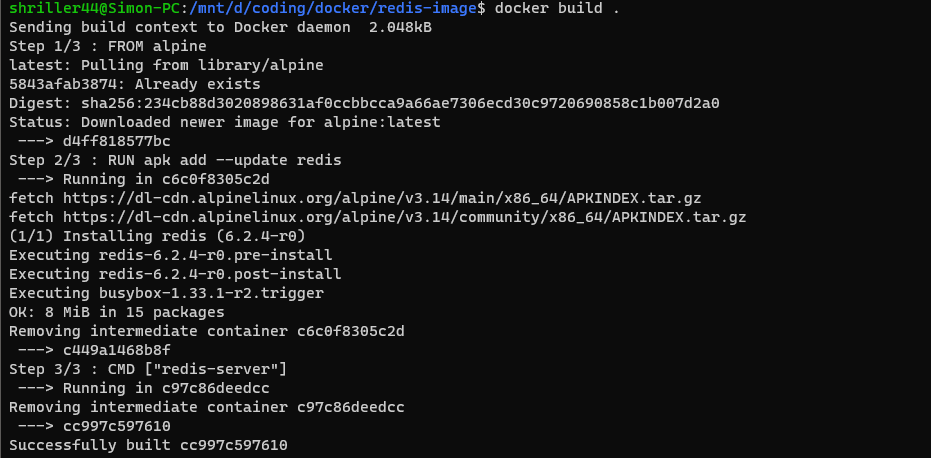 shriller44@Simon-PC:/mnt/d/coding/docker/redis-image$ docker build .
Sending build context to Docker daemon  2.048kB
Step 1/3 : FROM alpine
latest: Pulling from library/alpine
5843afab3874: Already exists
Digest: sha256:234cb88d3020898631af0ccbbcca9a66ae7306ecd30c9720690858c1b007d2a0
Status: Downloaded newer image for alpine:latest
 ---> d4ff818577bc
Step 2/3 : RUN apk add --update redis
 ---> Running in c6c0f8305c2d
fetch https://dl-cdn.alpinelinux.org/alpine/v3.14/main/x86_64/APKINDEX.tar.gz
fetch https://dl-cdn.alpinelinux.org/alpine/v3.14/community/x86_64/APKINDEX.tar.gz
(1/1) Installing redis (6.2.4-r0)
Executing redis-6.2.4-r0.pre-install
Executing redis-6.2.4-r0.post-install
Executing busybox-1.33.1-r2.trigger
OK: 8 MiB in 15 packages
Removing intermediate container c6c0f8305c2d
 ---> c449a1468b8f
Step 3/3 : CMD ["redis-server"]
 ---> Running in c97c86deedcc
Removing intermediate container c97c86deedcc
 ---> cc997c597610
Successfully built cc997c597610